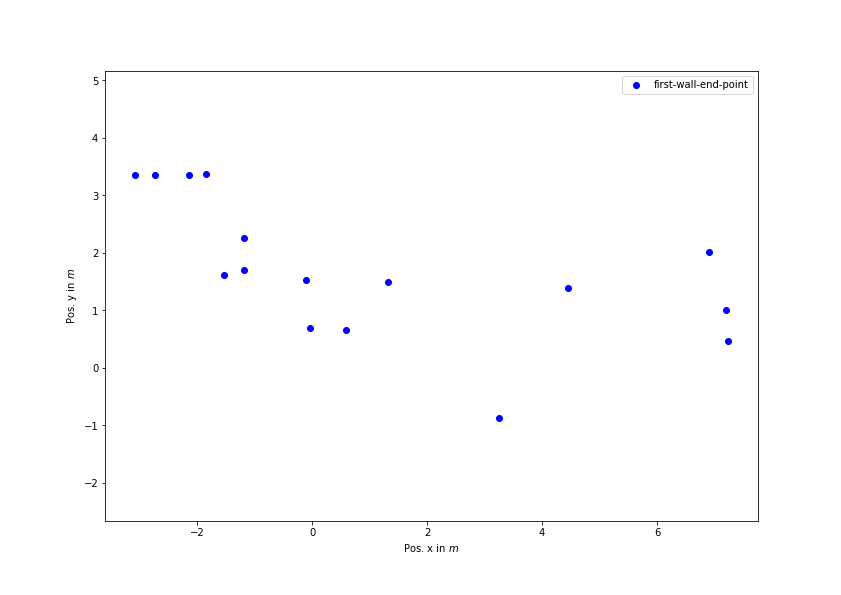 first-wall-end-point
5
4
3
2
1
0
−1
−2
Pos. y in m
−2 0 2 4 6
Pos. x in m